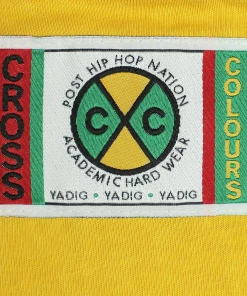 CROSS
POST HIP HOP NATION
C C
ACADEMIC HARD WEAR
YADIG • YADIG • YADIG
COLOURS